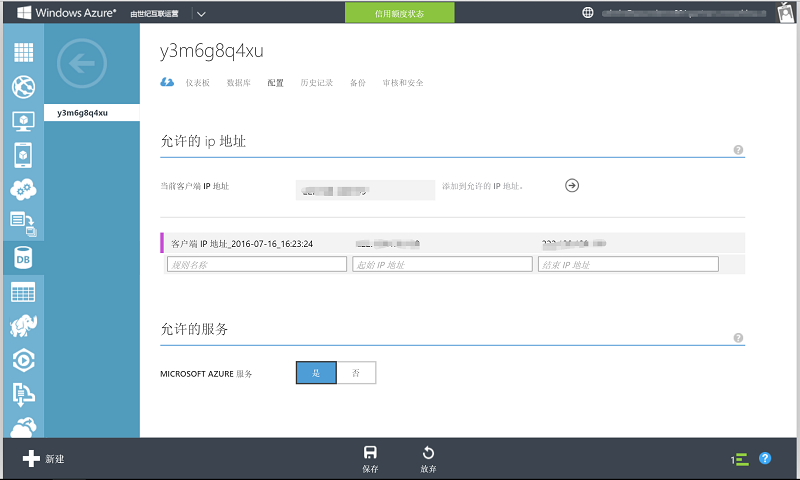 Windows Azure* 由世纪互联运营 信用额度状态
y3m6g8q4xu
仪表板 数据库 配置 历史记录 备份 审核和安全
y3m6g8q4xu
允许的 ip 地址
当前客户端 IP 地址 添加到允许的 IP 地址。
客户端 IP 地址_2016-07-16_16:23:24
规则名称 起始 IP 地址 结束 IP 地址
DB
允许的服务
MICROSOFT AZURE 服务 是 否
新建 保存 放弃 1